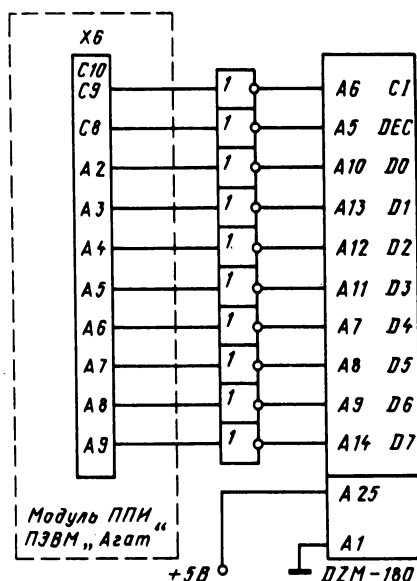 X6
C10
C9 1 A6 CI
C8 1 A5 DEC
A2 1 A10 D0
A3 1 A13 D1
A4 1 A12 D2
A5 1 A11 D3
A6 1 A7 D4
A7 1 A8 D5
A8 1 A9 D6
A9 1 A14 D7
A25
A1
Модуль ППИ
ПЭВМ „Агат“
+5В
DZM-180